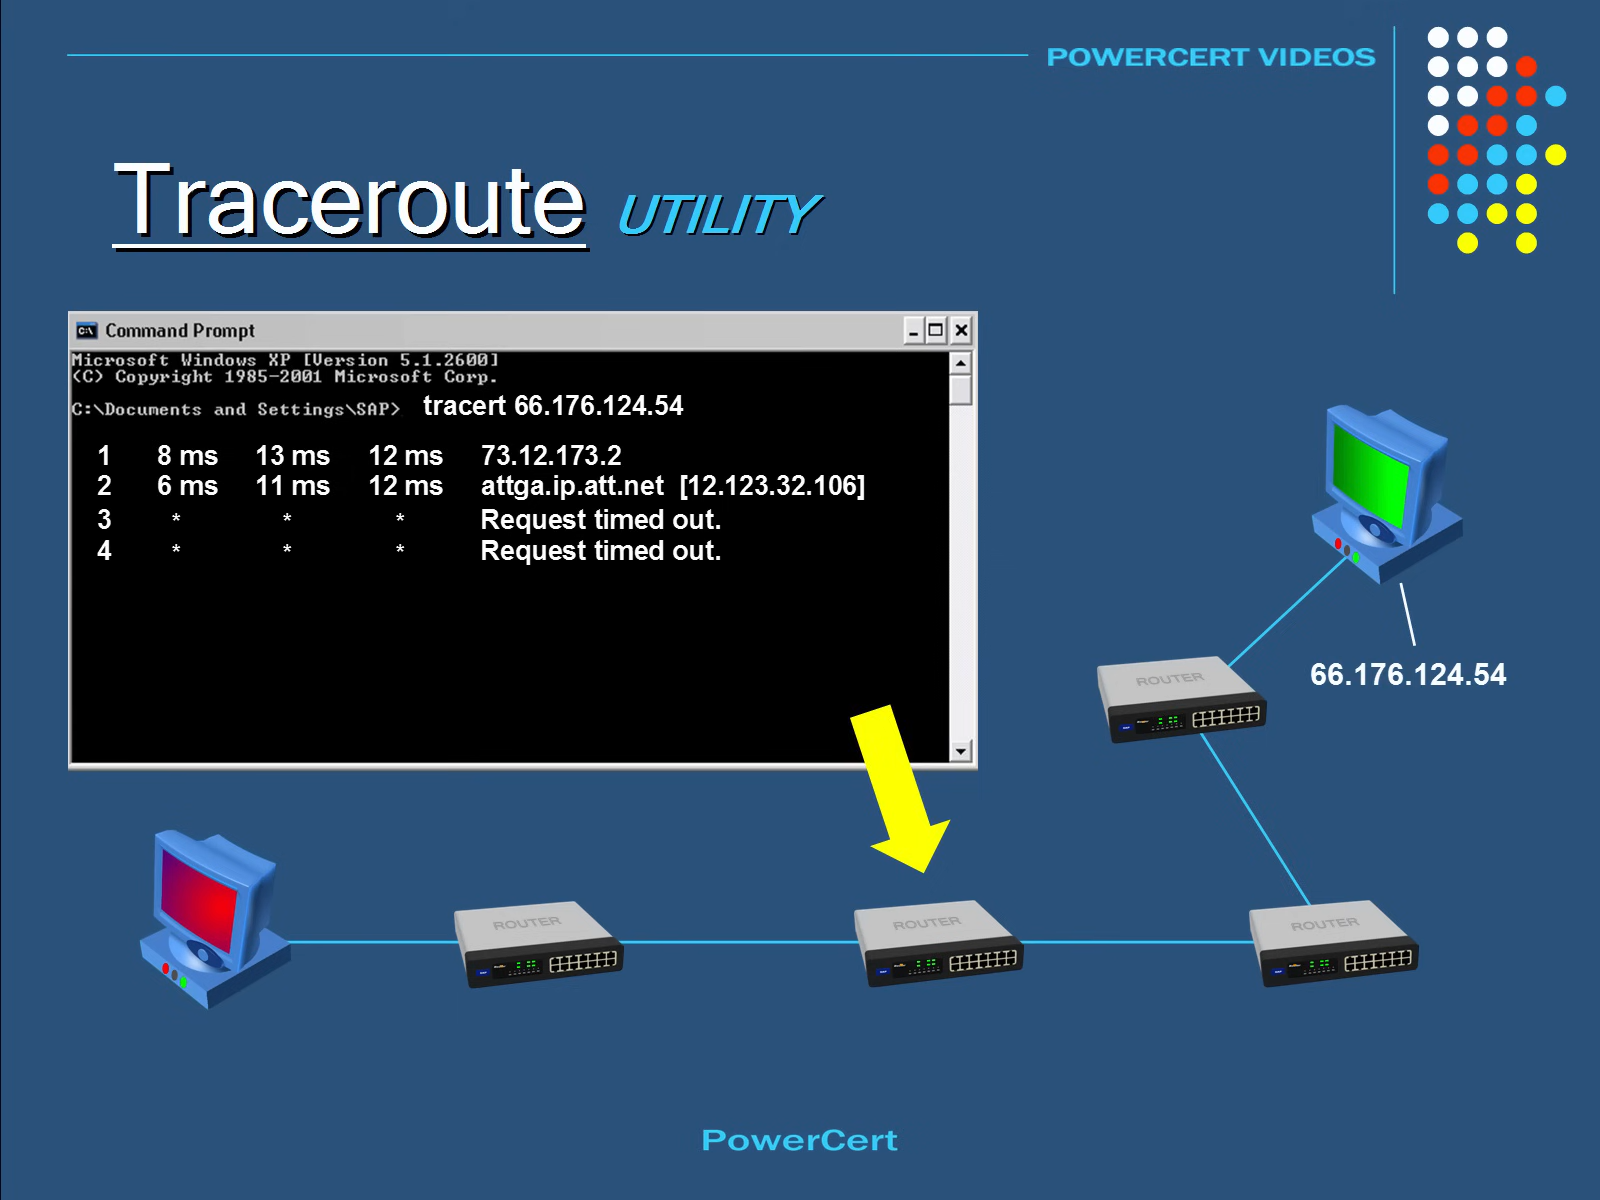 POWERCERT VIDEOS
Traceroute UTILITY
Command Prompt
Microsoft Windows XP [Version 5.1.2600]
(C) Copyright 1985-2001 Microsoft Corp.
C:\Documents and Settings\SAP> tracert 66.176.124.54
1 8 ms 13 ms 12 ms 73.12.173.2
2 6 ms 11 ms 12 ms attga.ip.att.net [12.123.32.106]
3 * * * Request timed out.
4 * * * Request timed out.
66.176.124.54
ROUTER
ROUTER
ROUTER
ROUTER
PowerCert